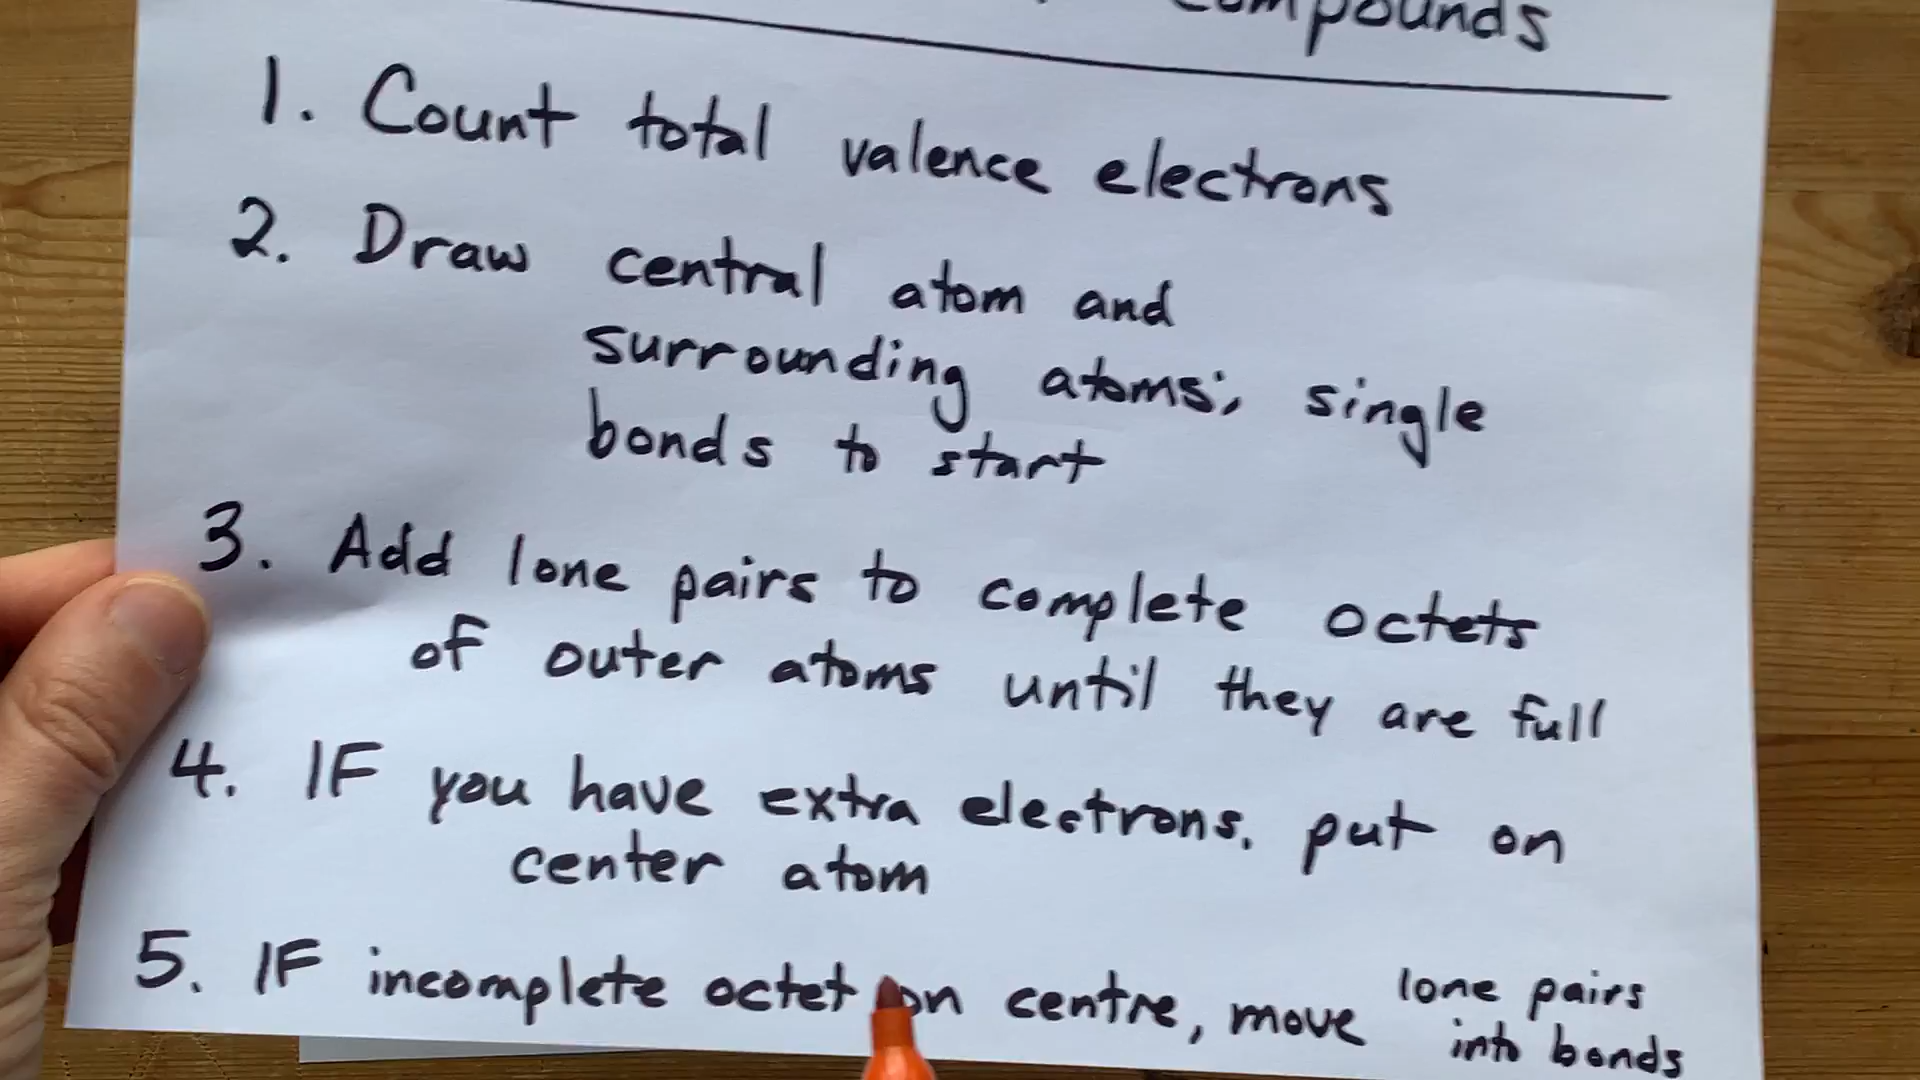 compounds
1. Count total valence electrons
2. Draw central atom and
surrounding atoms; single
bonds to start
3. Add lone pairs to complete octets
of outer atoms until they are full
4. IF you have extra electrons, put on
center atom
5. IF incomplete octet on centre, move lone pairs
into bonds